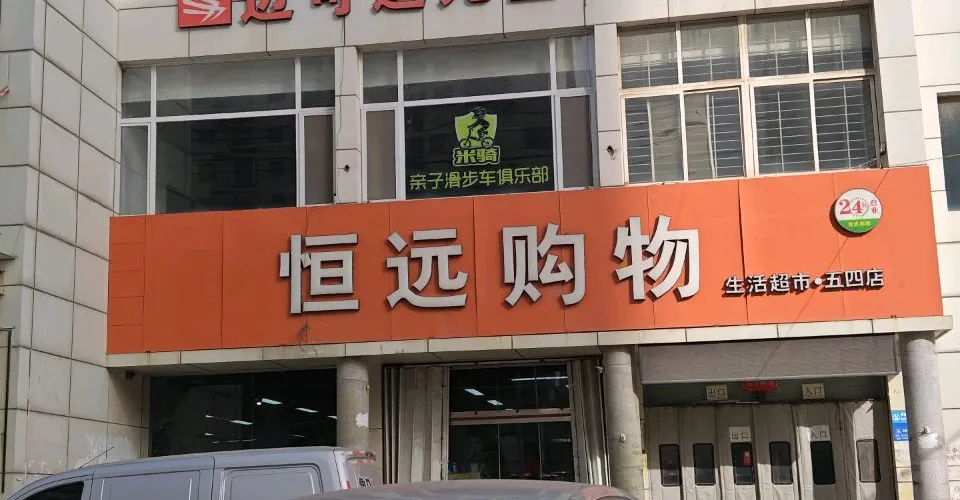 米骑
亲子滑步车俱乐部
恒远购物
24
生活超市·五四店
出口
入口
出口
入口